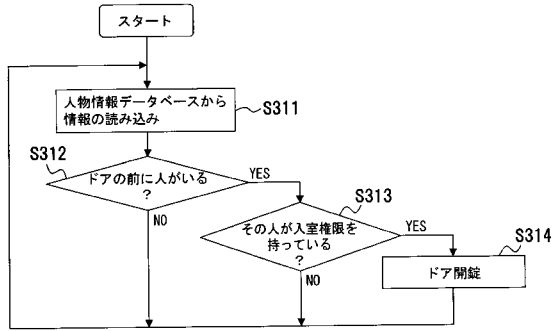 スタート
人物情報データベースから
情報の読み込み
S311
S312
ドアの前に人がいる
?
YES
NO
S313
その人が入室権限を
持っている
?
YES
NO
S314
ドア開錠